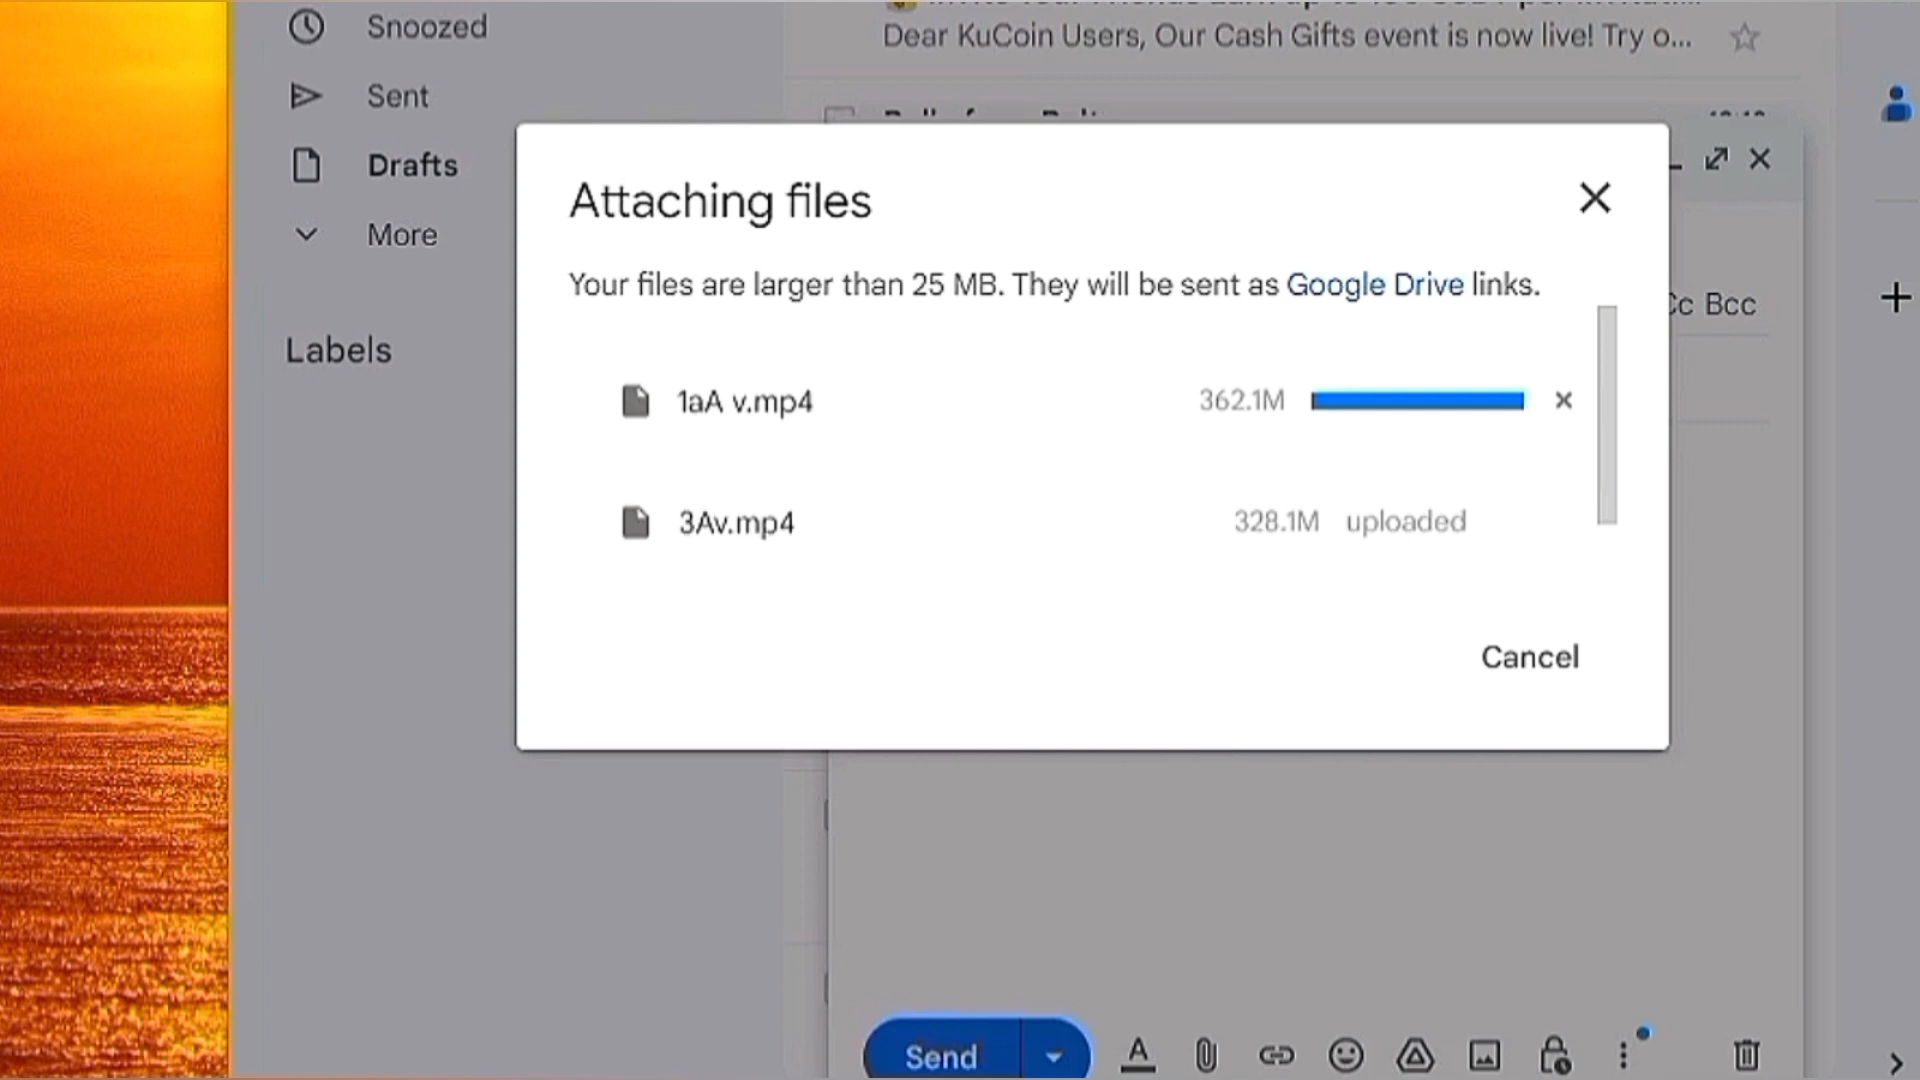 Snoozed
Dear KuCoin Users, Our Cash Gifts event is now live! Try o...
Sent
Drafts
More
Labels
Attaching files
Your files are larger than 25 MB. They will be sent as Google Drive links.
Bcc
1aA v.mp4 362.1M
3Av.mp4 328.1M uploaded
Cancel
Send